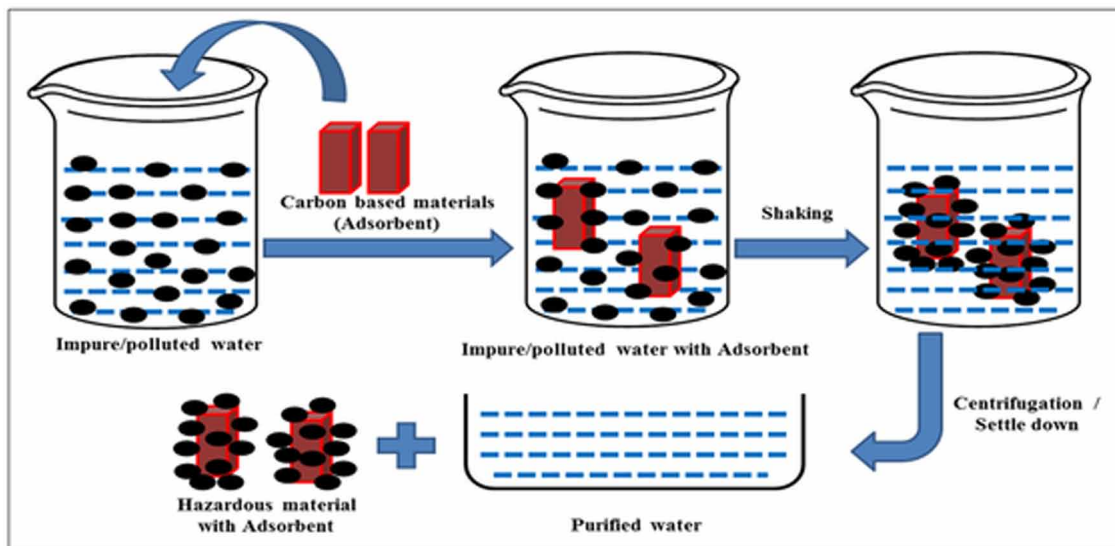 Carbon based materials
(Adsorbent)
Shaking
Impure/polluted water
Impure/polluted water with Adsorbent
Centrifugation /
Settle down
Hazardous material
with Adsorbent
Purified water